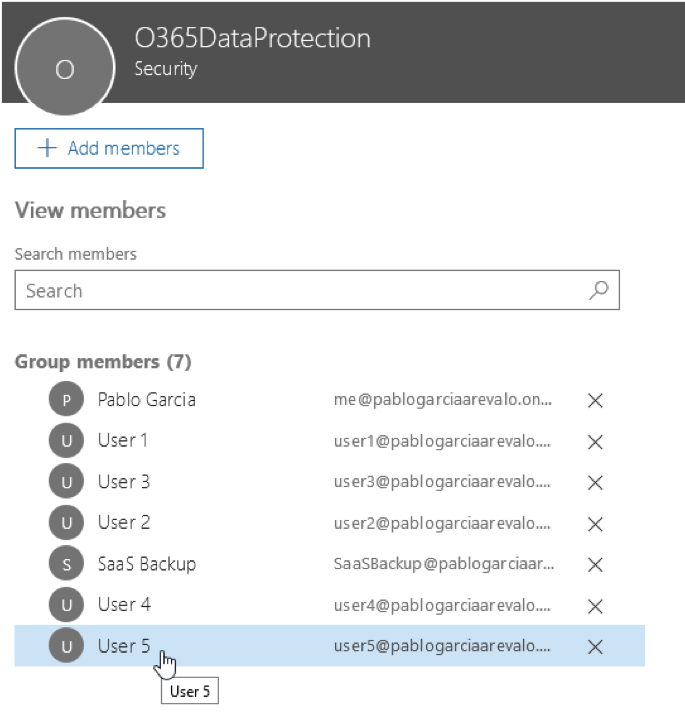 O
O365DataProtection
Security
Add members
View members
Search members
Search
Group members (7)
P Pablo Garcia me@pablogarciaarevalo.on...
U User 1 user1@pablogarciaarevalo....
U User 3 user3@pablogarciaarevalo....
U User 2 user2@pablogarciaarevalo....
S SaaS Backup SaaSBackup@pablogarciaar...
U User 4 user4@pablogarciaarevalo....
U User 5 user5@pablogarciaarevalo....
User 5